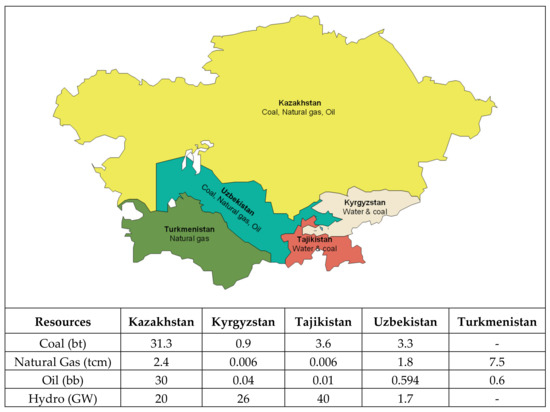 Kazakhstan
Coal, Natural gas, Oil
Uzbekistan
Coal, Natural gas, Oil
Kyrgyzstan
Water & coal
Turkmenistan
Natural gas
Tajikistan
Water & coal
Resources Kazakhstan Kyrgyzstan Tajikistan Uzbekistan Turkmenistan
Coal (bt) 31.3 0.9 3.6 3.3 -
Natural Gas (tcm) 2.4 0.006 0.006 1.8 7.5
Oil (bb) 30 0.04 0.01 0.594 0.6
Hydro (GW) 20 26 40 1.7 -